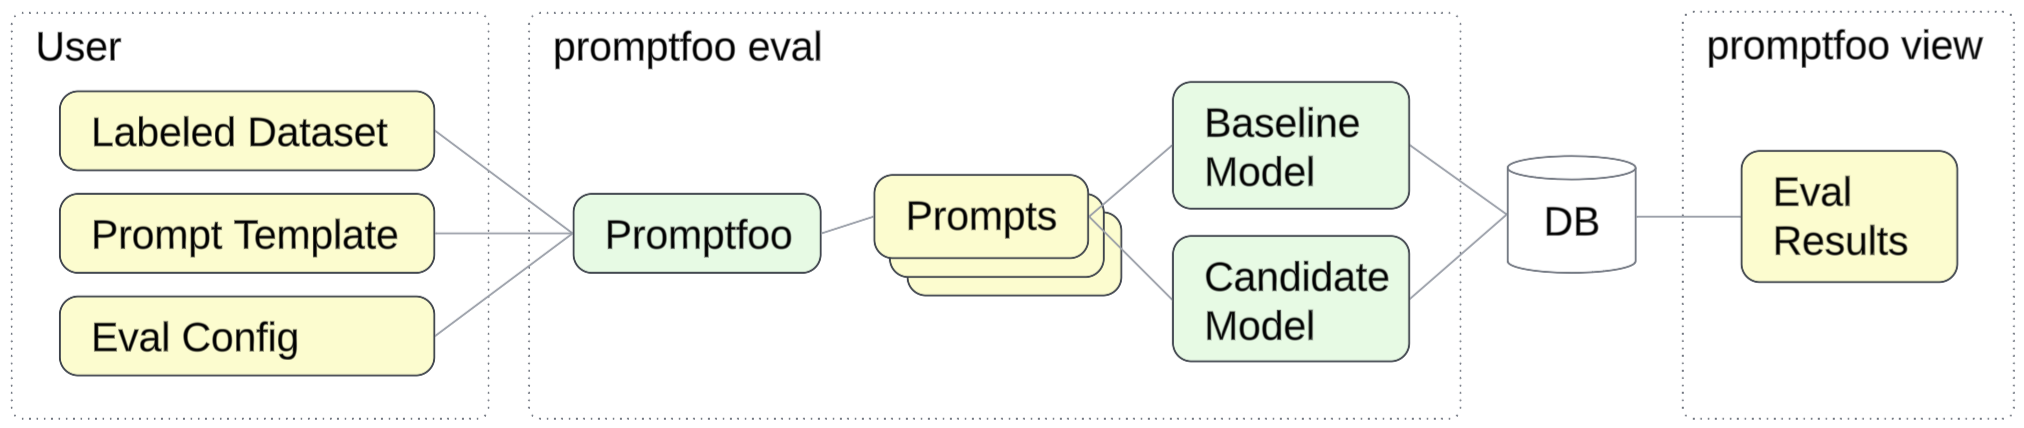 User
Labeled Dataset
Prompt Template
Eval Config
promptfoo eval
Promptfoo
Prompts
Baseline
Model
Candidate
Model
DB
promptfoo view
Eval
Results